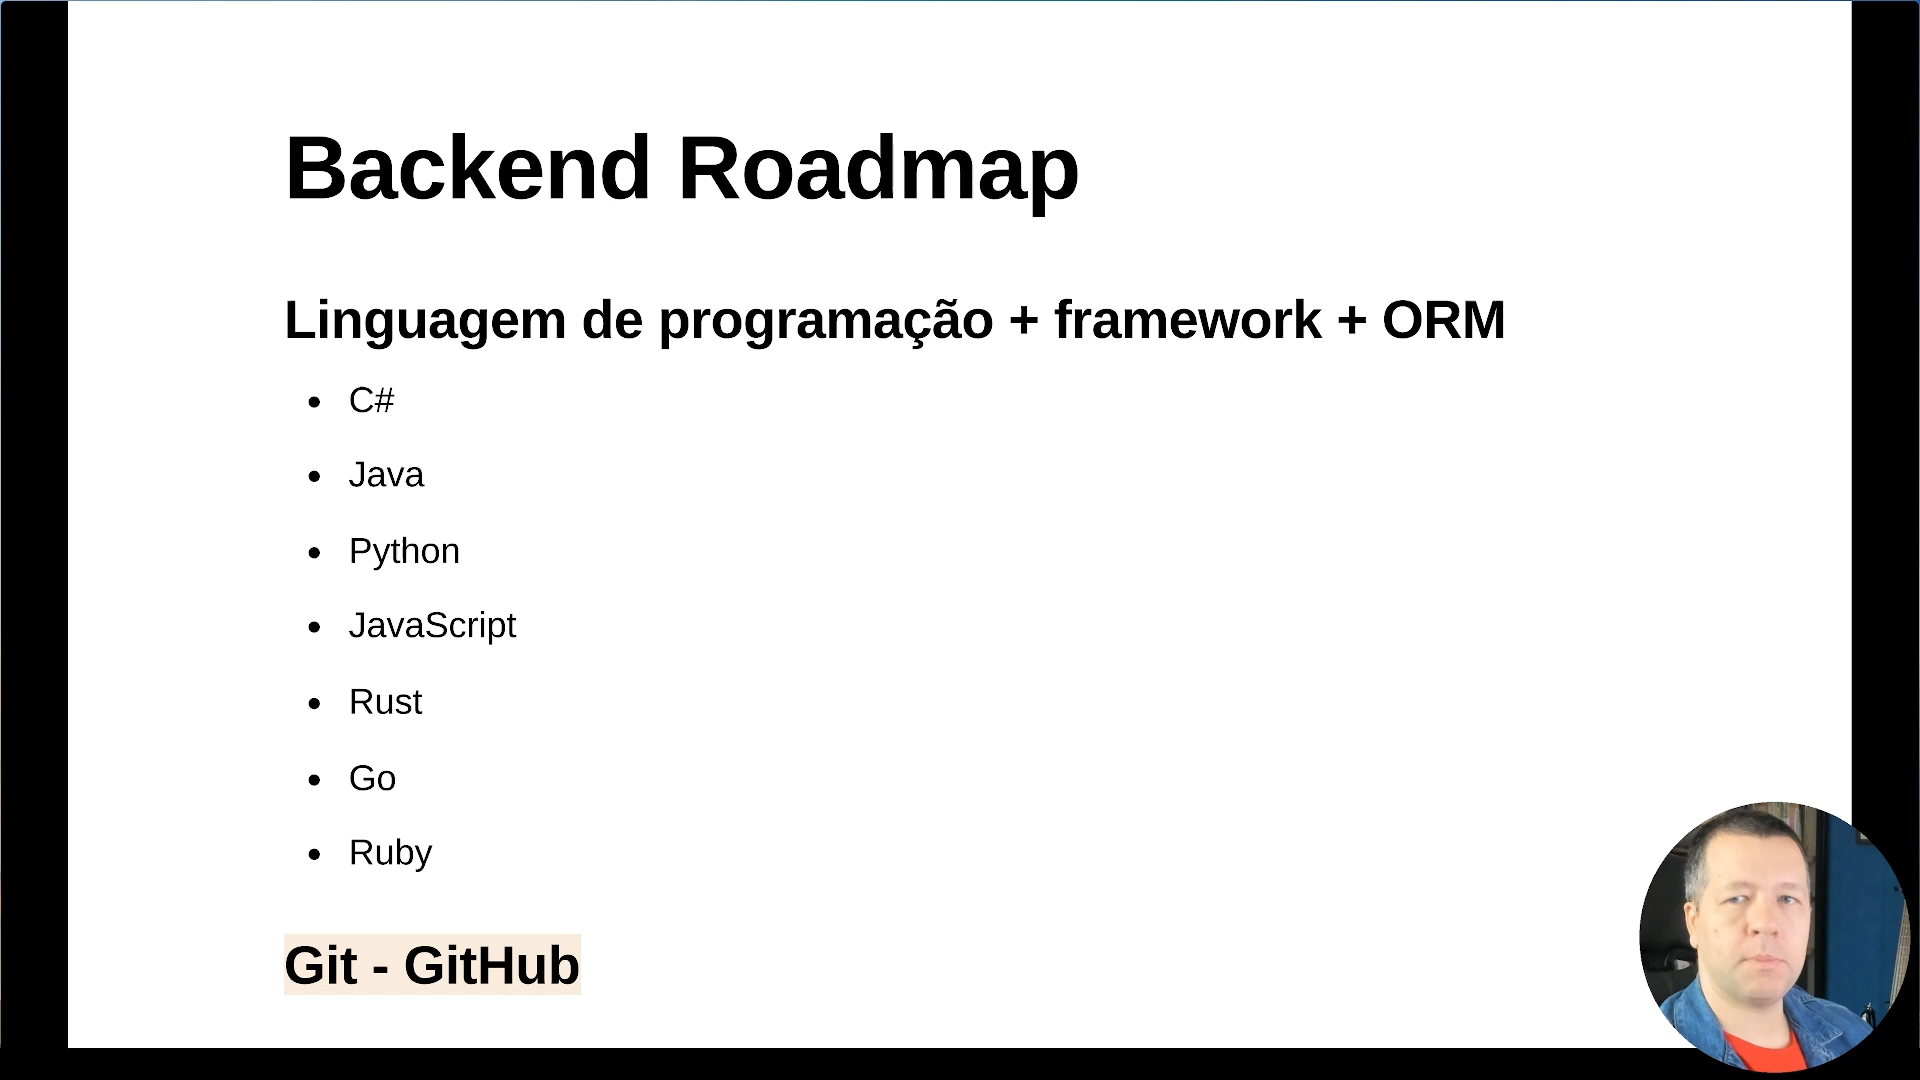 Backend Roadmap
Linguagem de programação + framework + ORM
C#
Java
Python
JavaScript
Rust
Go
Ruby
Git - GitHub